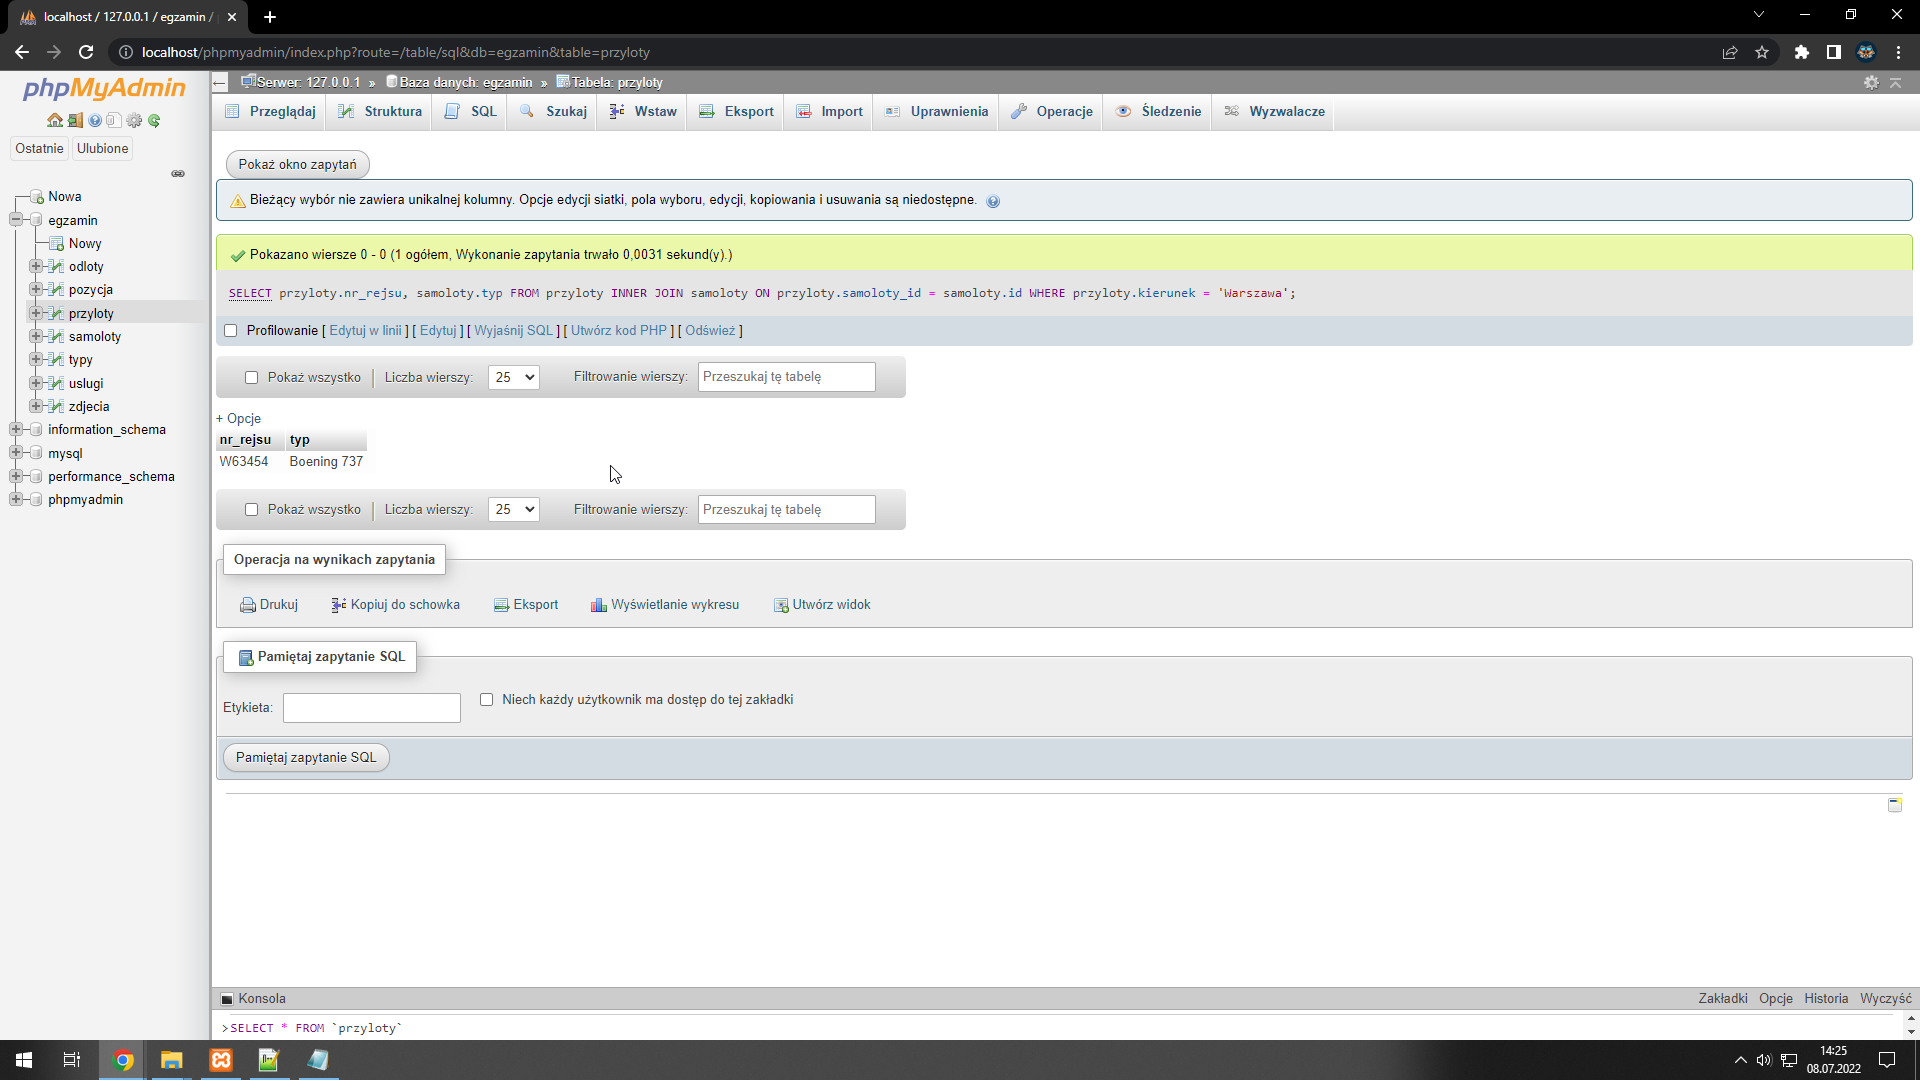 localhost / 127.0.0.1 / egzamin /
localhost/phpmyadmin/index.php?route=/table/sql&db=egzamin&table=przyloty
phpMyAdmin
Ostatnie Ulubione
Nowa
egzamin
Nowy
odloty
pozycja
przyloty
samoloty
typy
uslugi
zdjecia
information_schema
mysql
performance_schema
phpmyadmin
Serwer: 127.0.0.1 » Baza danych: egzamin » Tabela: przyloty
Przeglądaj Struktura SQL Szukaj Wstaw Eksport Import Uprawnienia Operacje Śledzenie Wyzwalacze
Pokaż okno zapytań
Bieżący wybór nie zawiera unikalnej kolumny. Opcje edycji siatki, pola wyboru, edycji, kopiowania i usuwania są niedostępne.
Pokazano wiersze 0 - 0 (1 ogółem, Wykonanie zapytania trwało 0,0031 sekund(y).)
SELECT przyloty.nr_rejsu, samoloty.typ FROM przyloty INNER JOIN samoloty ON przyloty.samoloty_id = samoloty.id WHERE przyloty.kierunek = 'Warszawa';
Profilowanie [ Edytuj w linii ] [ Edytuj ] [ Wyjaśnij SQL ] [ Utwórz kod PHP ] [ Odśwież ]
Pokaż wszystko | Liczba wierszy: 25 Filtrowanie wierszy: Przeszukaj tę tabelę
+ Opcje
nr_rejsu typ
W63454 Boening 737
Pokaż wszystko | Liczba wierszy: 25 Filtrowanie wierszy: Przeszukaj tę tabelę
Operacja na wynikach zapytania
Drukuj Kopiuj do schowka Eksport Wyświetlanie wykresu Utwórz widok
Pamiętaj zapytanie SQL
Etykieta: Niech każdy użytkownik ma dostęp do tej zakładki
Pamiętaj zapytanie SQL
Konsola Zakładki Opcje Historia Wyczyść
>SELECT * FROM `przyloty`
14:25
08.07.2022